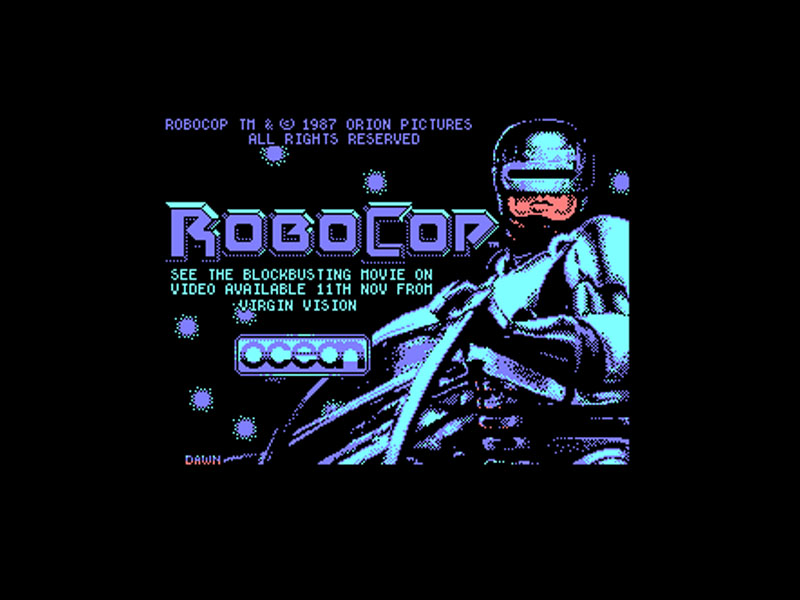 ROBOCOP TM & © 1987 ORION PICTURES
ALL RIGHTS RESERVED
ROBOCOP™
SEE THE BLOCKBUSTING MOVIE ON
VIDEO AVAILABLE 11TH NOV FROM
VIRGIN VISION
ocean
DAWN